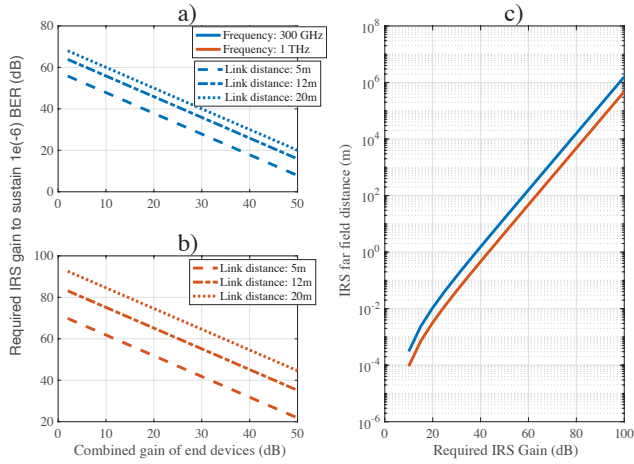 a)
Frequency: 300 GHz
Frequency: 1 THz
Link distance: 5m
Link distance: 12m
Link distance: 20m
80
60
40
20
0
0 10 20 30 40 50
b)
Link distance: 5m
Link distance: 12m
Link distance: 20m
100
80
60
40
20
0 10 20 30 40 50
Combined gain of end devices (dB)
Required IRS gain to sustain 1e(-6) BER (dB)
c)
IRS far field distance (m)
10^8
10^6
10^4
10^2
10^0
10^-2
10^-4
10^-6
0 20 40 60 80 100
Required IRS Gain (dB)